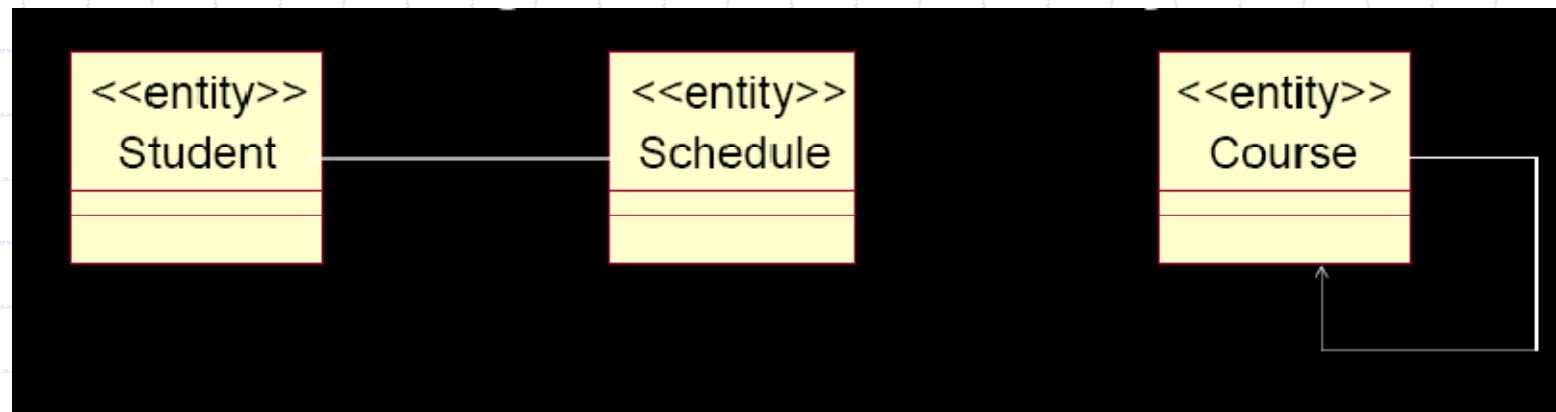 <<entity>>
Student
<<entity>>
Schedule
<<entity>>
Course